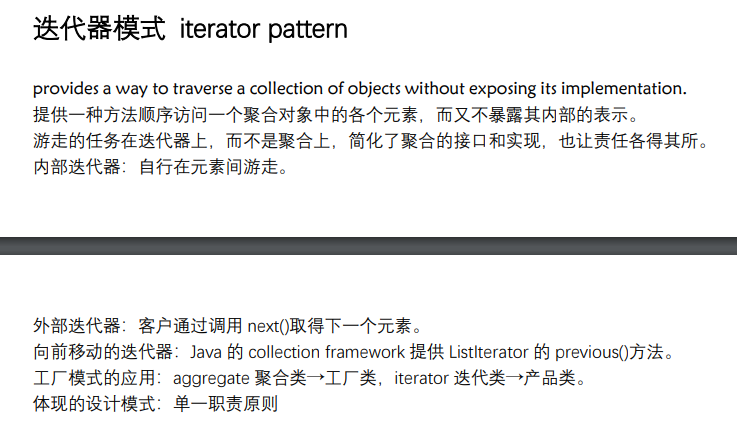 迭代器模式 iterator pattern
provides a way to traverse a collection of objects without exposing its implementation.
提供一种方法顺序访问一个聚合对象中的各个元素，而又不暴露其内部的表示。
游走的任务在迭代器上，而不是聚合上，简化了聚合的接口和实现，也让责任各得其所。
内部迭代器：自行在元素间游走。
外部迭代器：客户通过调用 next()取得下一个元素。
向前移动的迭代器：Java 的 collection framework 提供 ListIterator 的 previous()方法。
工厂模式的应用：aggregate 聚合类→工厂类，iterator 迭代类→产品类。
体现的设计模式：单一职责原则